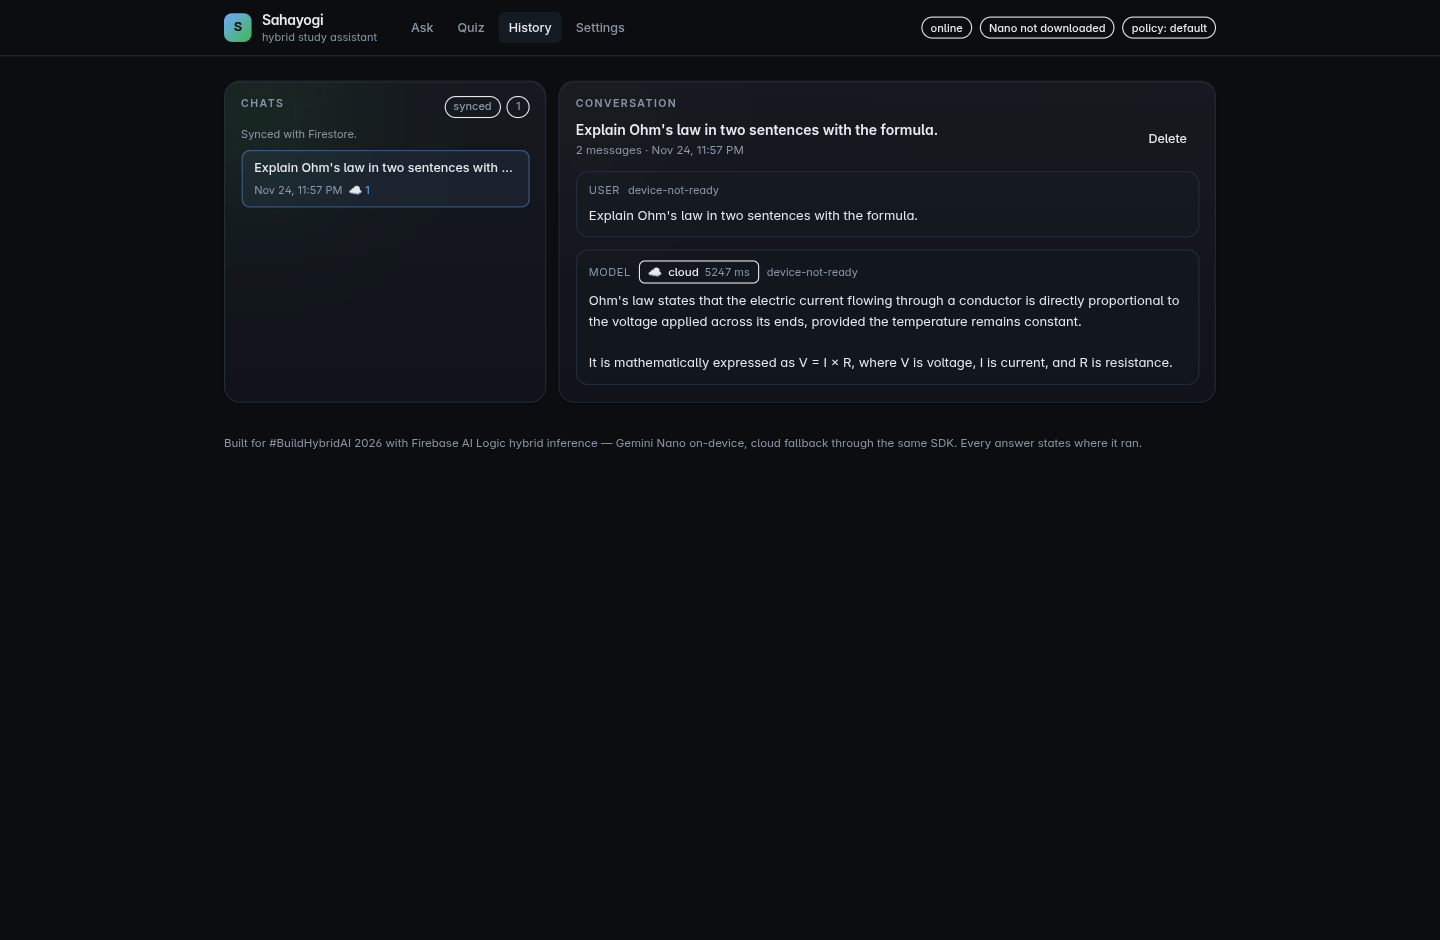 S
Sahayogi
hybrid study assistant
Ask
Quiz
History
Settings
online
Nano not downloaded
policy: default
CHATS
synced
1
Synced with Firestore.
Explain Ohm's law in two sentences with ...
Nov 24, 11:57 PM ☁️ 1
CONVERSATION
Explain Ohm's law in two sentences with the formula.
2 messages · Nov 24, 11:57 PM
Delete
USER device-not-ready
Explain Ohm's law in two sentences with the formula.
MODEL ☁️ cloud 5247 ms device-not-ready
Ohm's law states that the electric current flowing through a conductor is directly proportional to
the voltage applied across its ends, provided the temperature remains constant.
It is mathematically expressed as V = I × R, where V is voltage, I is current, and R is resistance.
Built for #BuildHybridAI 2026 with Firebase AI Logic hybrid inference — Gemini Nano on-device, cloud fallback through the same SDK. Every answer states where it ran.